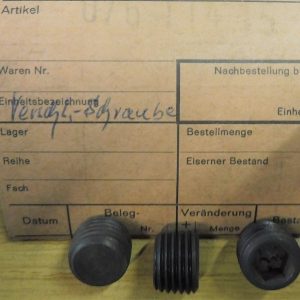 Artikel
Waren Nr.
Nachbestellung b
Einheitsbezeichnung
Verschl.-Schraube
Einhe
Lager
Bestellmenge
Reihe
Eiserner Bestand
Fach
Datum
Beleg-
Nr.
Veränderung
+
Menge
Best